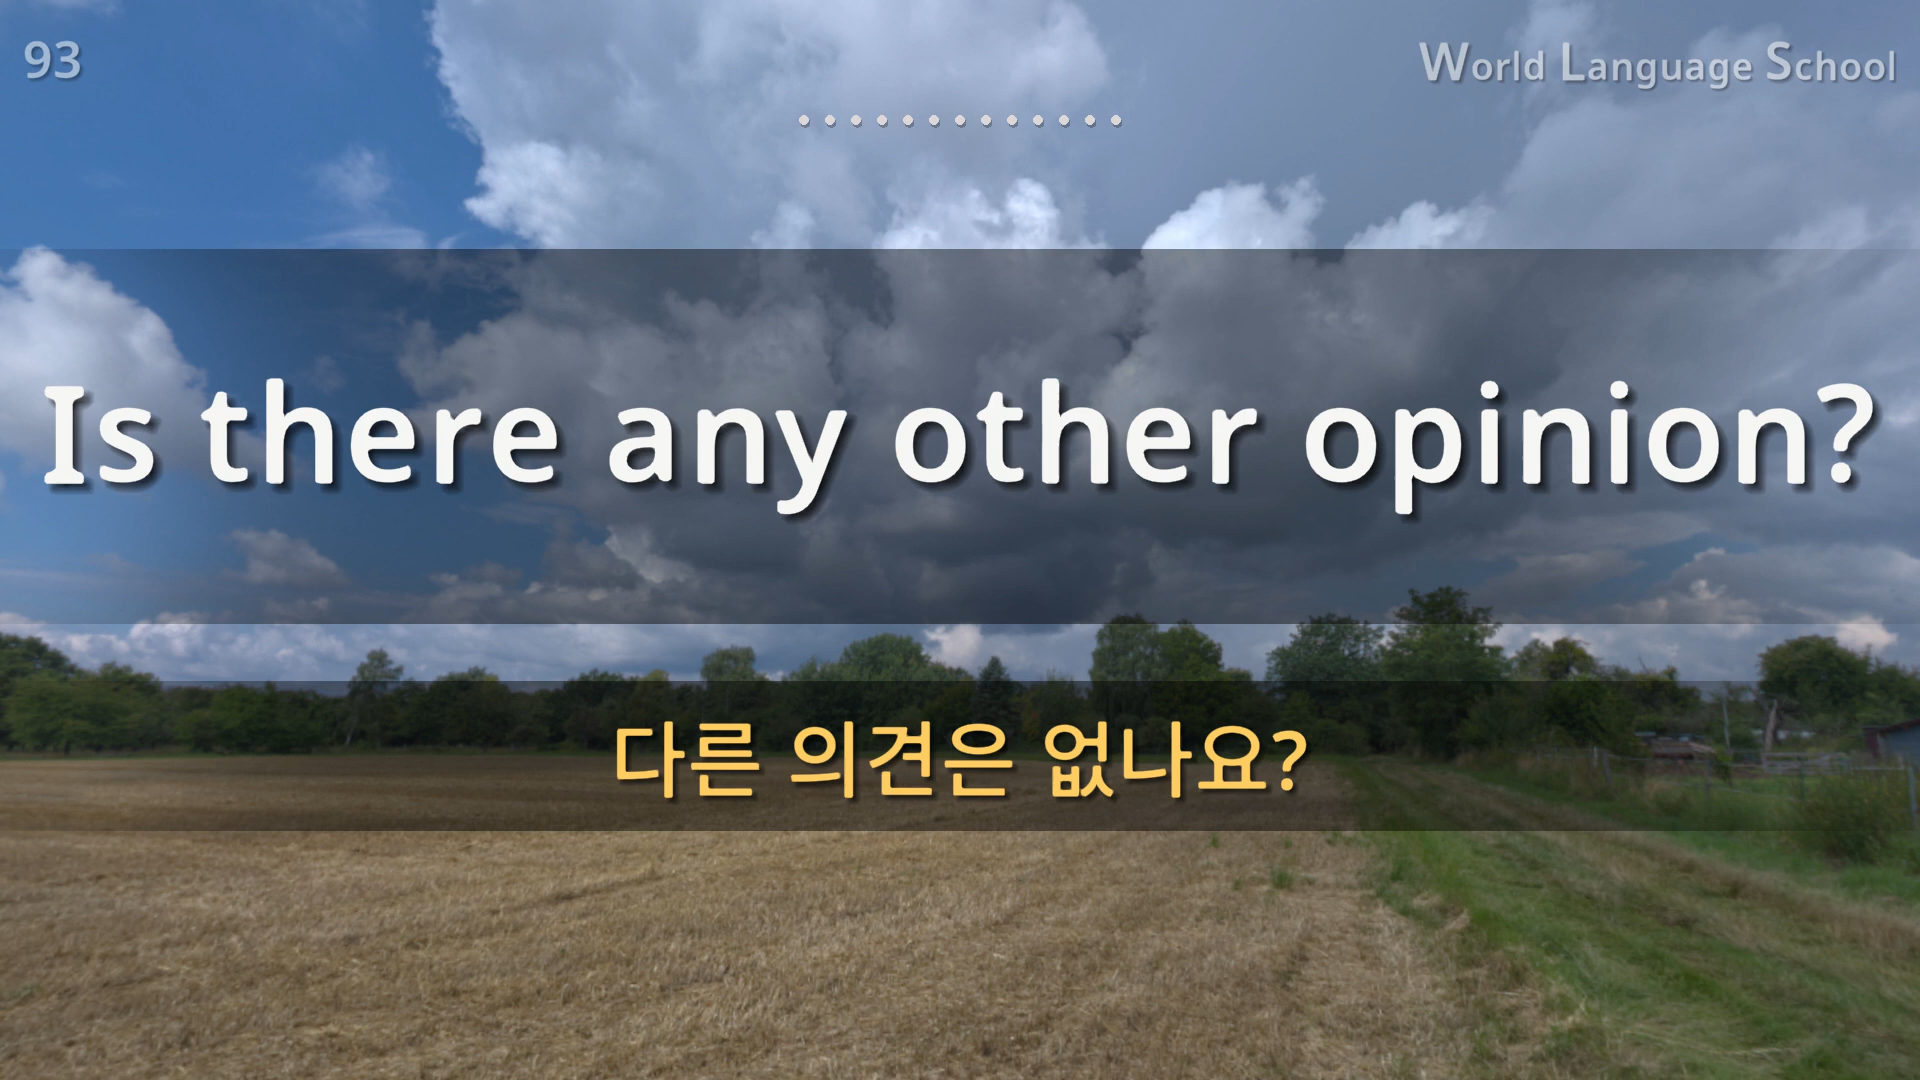 93
World Language School
Is there any other opinion?
다른 의견은 없나요?